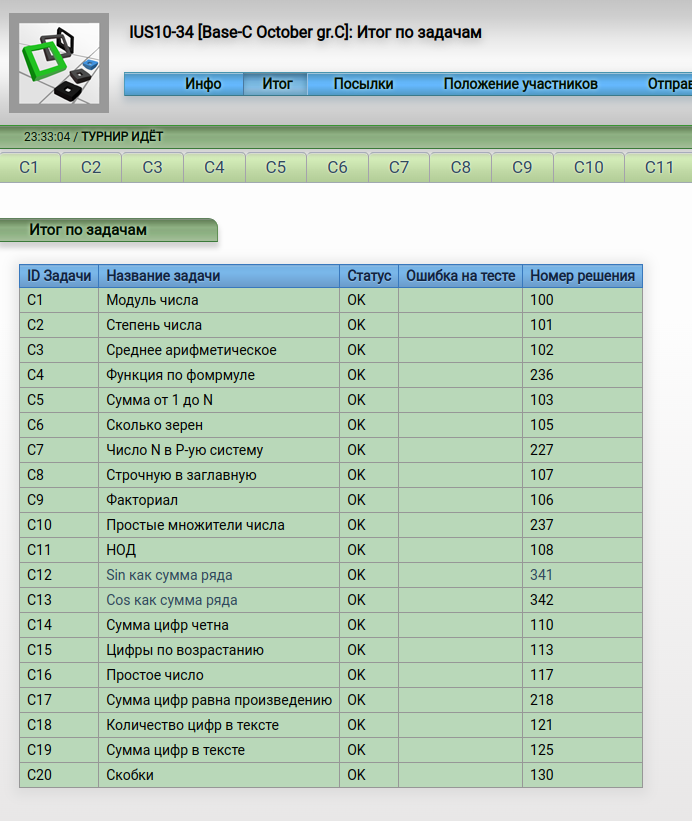 IUS10-34 [Base-C October gr.C]: Итог по задачам
Инфо Итог Посылки Положение участников Отправ
23:33:04 / ТУРНИР ИДЁТ
C1 C2 C3 C4 C5 C6 C7 C8 C9 C10 C11
Итог по задачам
ID Задачи Название задачи Статус Ошибка на тесте Номер решения
C1 Модуль числа OK 100
C2 Степень числа OK 101
C3 Среднее арифметическое OK 102
C4 Функция по фомрмуле OK 236
C5 Сумма от 1 до N OK 103
C6 Сколько зерен OK 105
C7 Число N в P-ую систему OK 227
C8 Строчную в заглавную OK 107
C9 Факториал OK 106
C10 Простые множители числа OK 237
C11 НОД OK 108
C12 Sin как сумма ряда OK 341
C13 Cos как сумма ряда OK 342
C14 Сумма цифр четна OK 110
C15 Цифры по возрастанию OK 113
C16 Простое число OK 117
C17 Сумма цифр равна произведению OK 218
C18 Количество цифр в тексте OK 121
C19 Сумма цифр в тексте OK 125
C20 Скобки OK 130